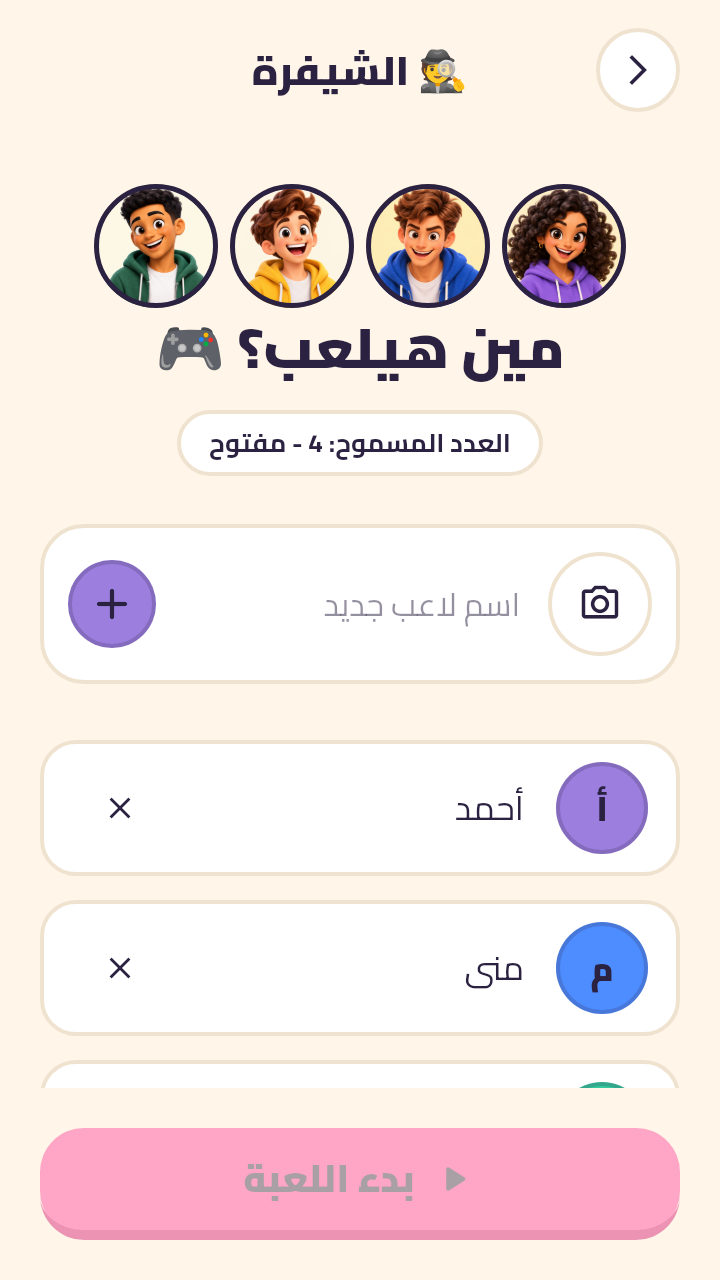 🕵️ الشيفرة
مين هيلعب؟ 🎮
العدد المسموح: 4 - مفتوح
اسم لاعب جديد
أ
أحمد
م
منى
بدء اللعبة